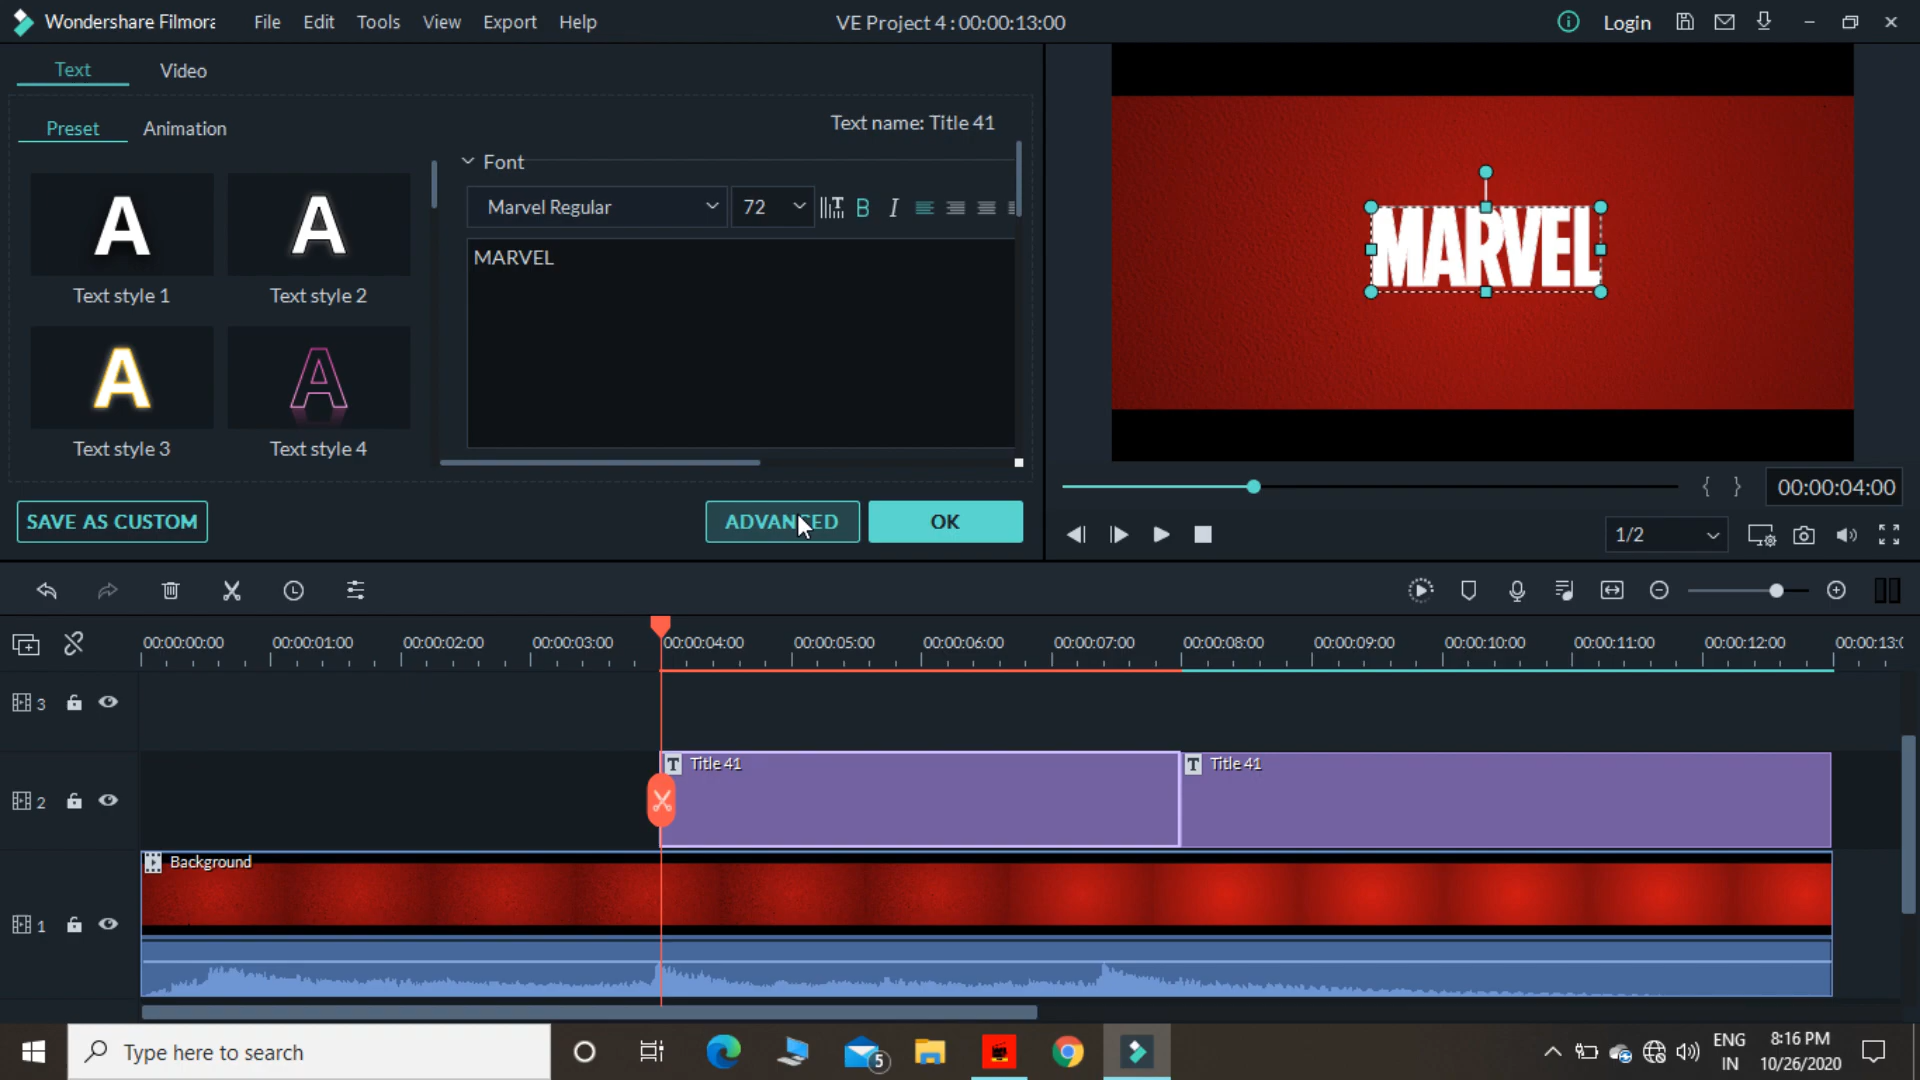 Wondershare Filmora File Edit Tools View Export Help VE Project 4 : 00:00:13:00 Login
Text Video
Preset Animation Text name: Title 41
Font
Marvel Regular 72 B I
MARVEL
A A
Text style 1 Text style 2
A A
Text style 3 Text style 4
SAVE AS CUSTOM ADVANCED OK
MARVEL
{ } 00:00:04:00
1/2
00:00:00:00 00:00:01:00 00:00:02:00 00:00:03:00 00:00:04:00 00:00:05:00 00:00:06:00 00:00:07:00 00:00:08:00 00:00:09:00 00:00:10:00 00:00:11:00 00:00:12:00 00:00:13:0
3
T Title 41 T Title 41
2
Background
1
Type here to search 5 ENG 8:16 PM
IN 10/26/2020